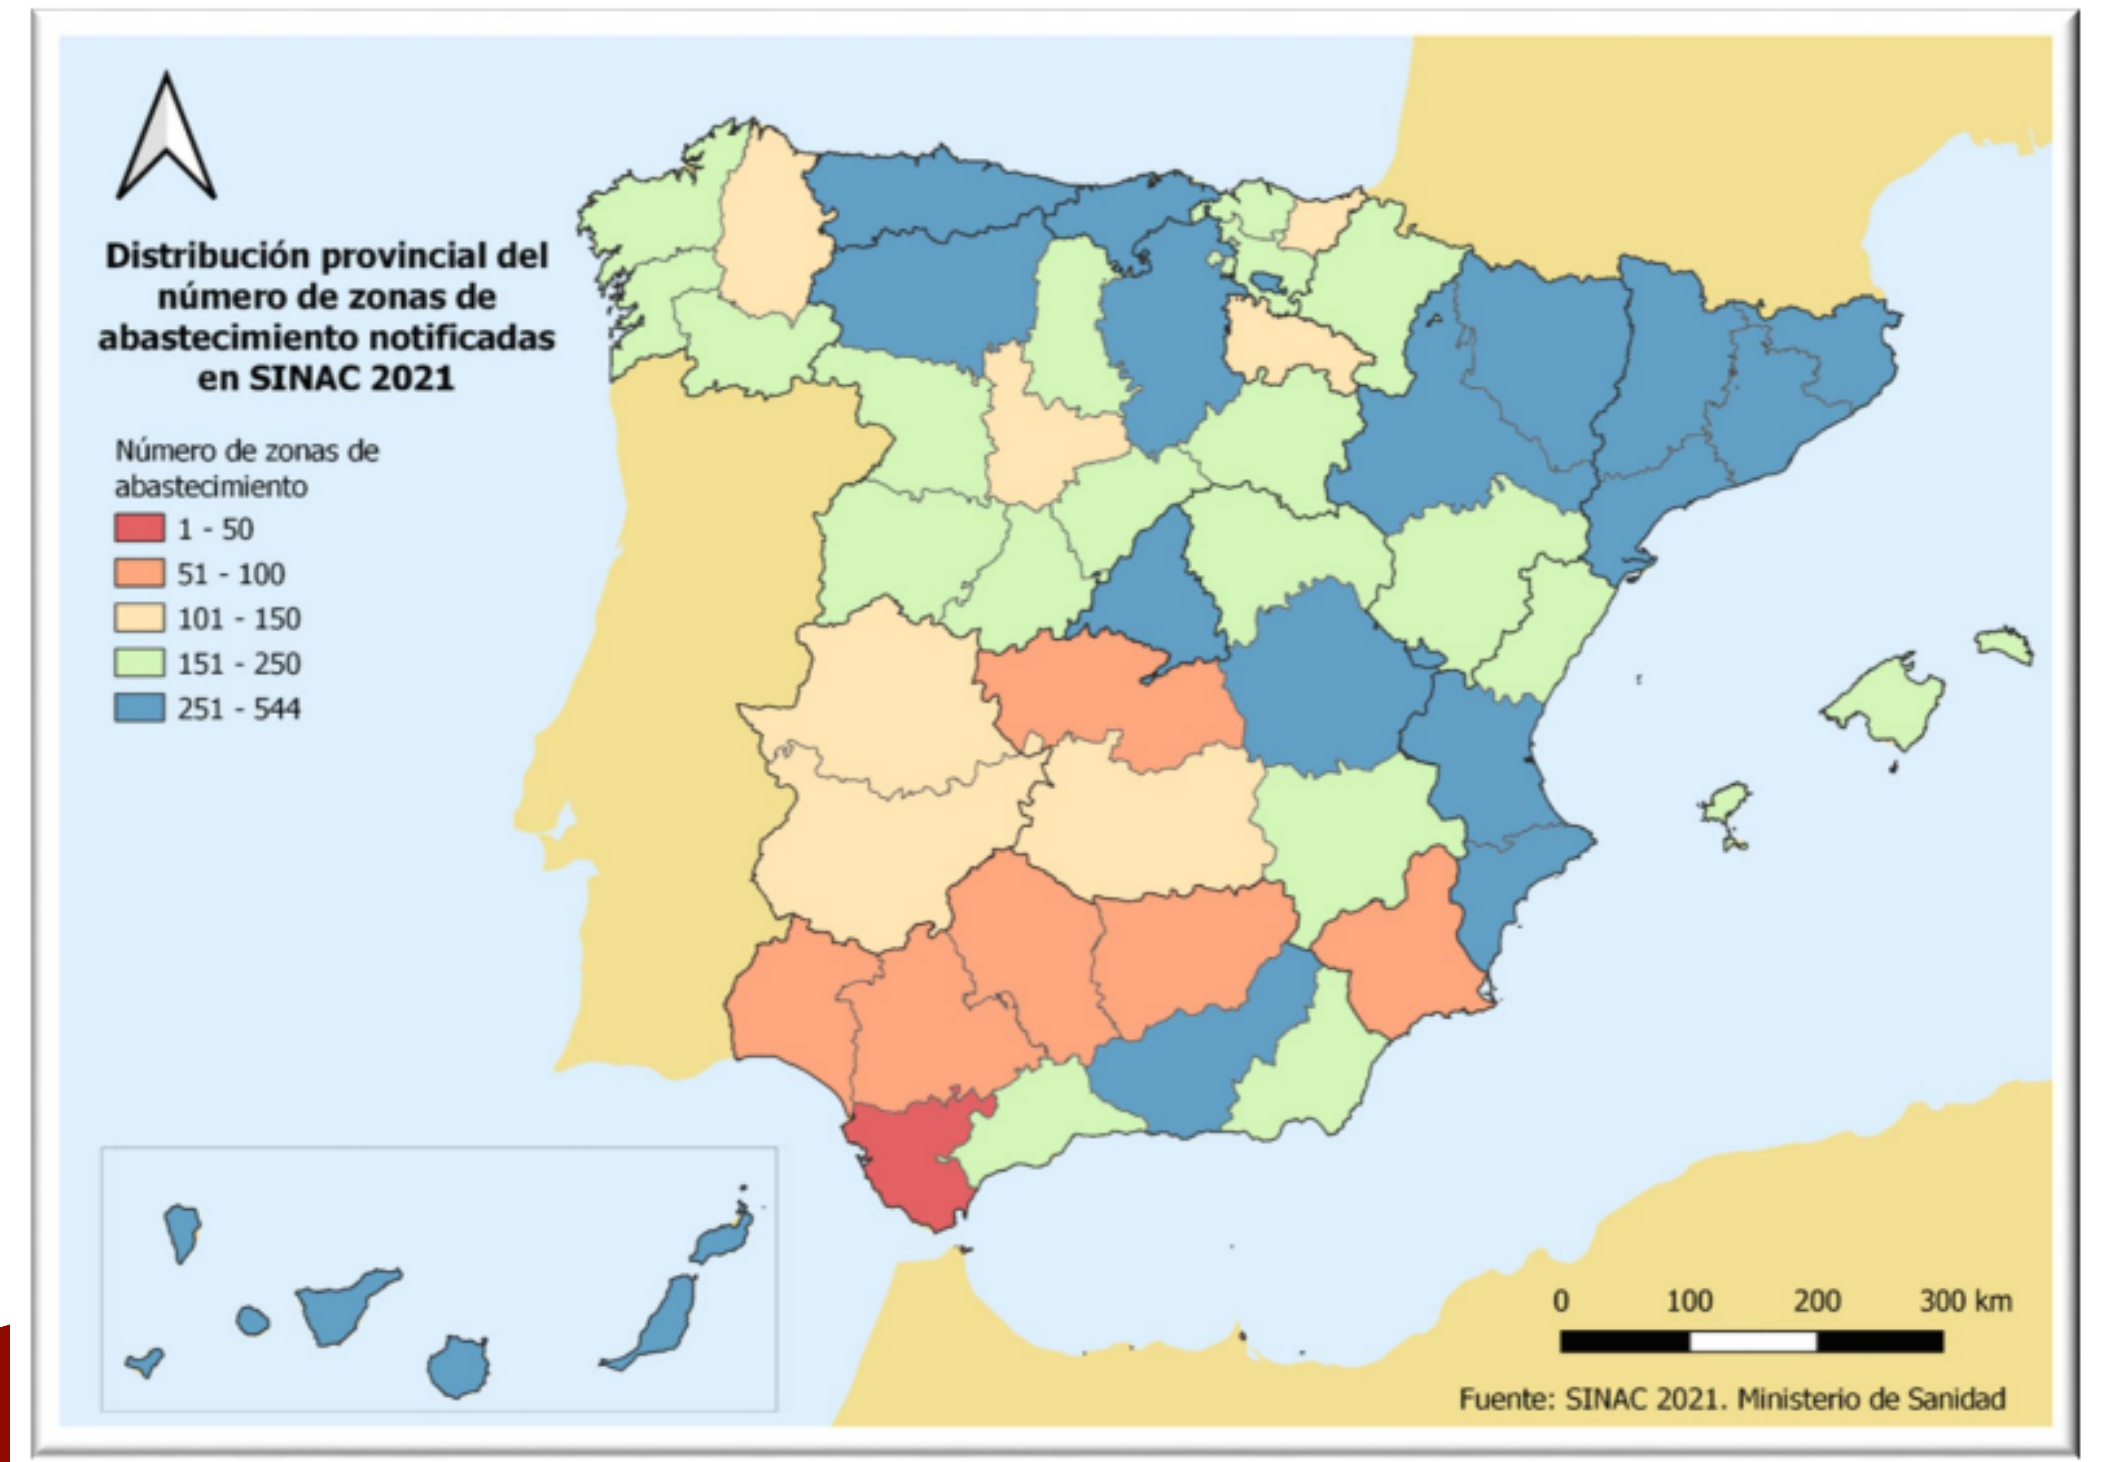 Distribución provincial del
número de zonas de
abastecimiento notificadas
en SINAC 2021
Número de zonas de
abastecimiento
1 - 50
51 - 100
101 - 150
151 - 250
251 - 544
0 100 200 300 km
Fuente: SINAC 2021. Ministerio de Sanidad